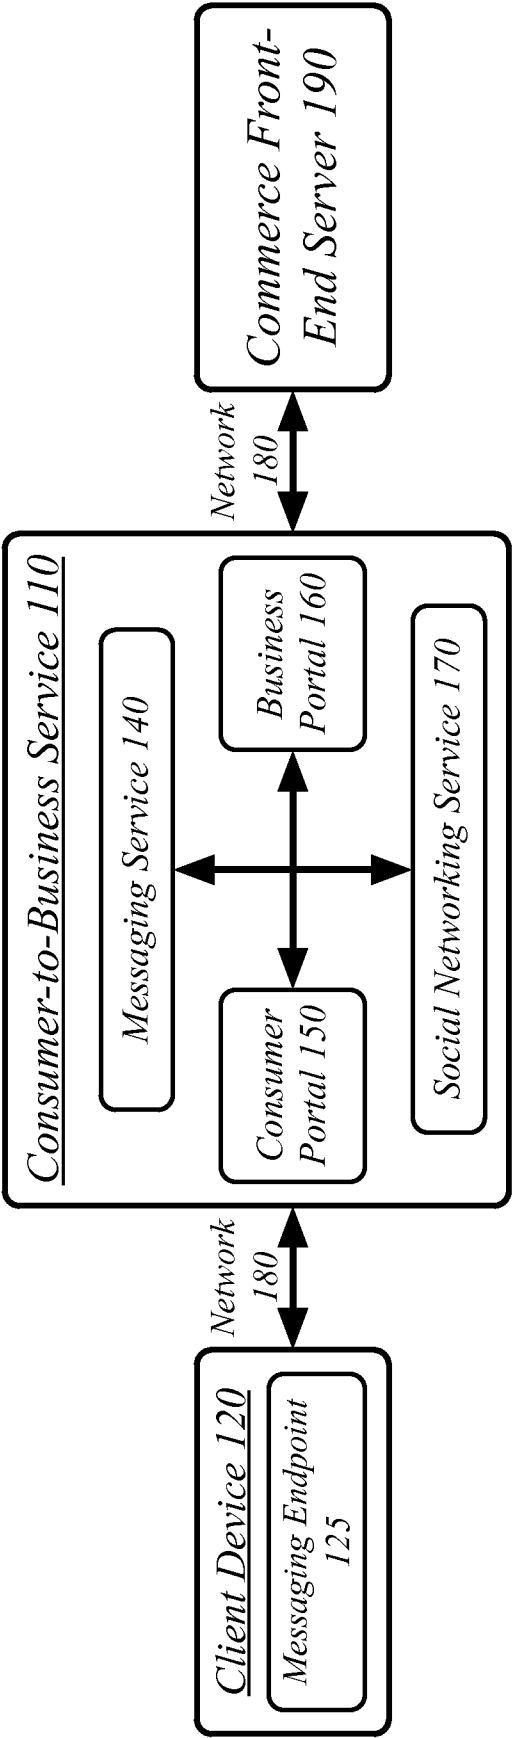 Client Device 120
Messaging Endpoint
125
Network
180
Consumer-to-Business Service 110
Messaging Service 140
Consumer
Portal 150
Business
Portal 160
Social Networking Service 170
Network
180
Commerce Front-
End Server 190